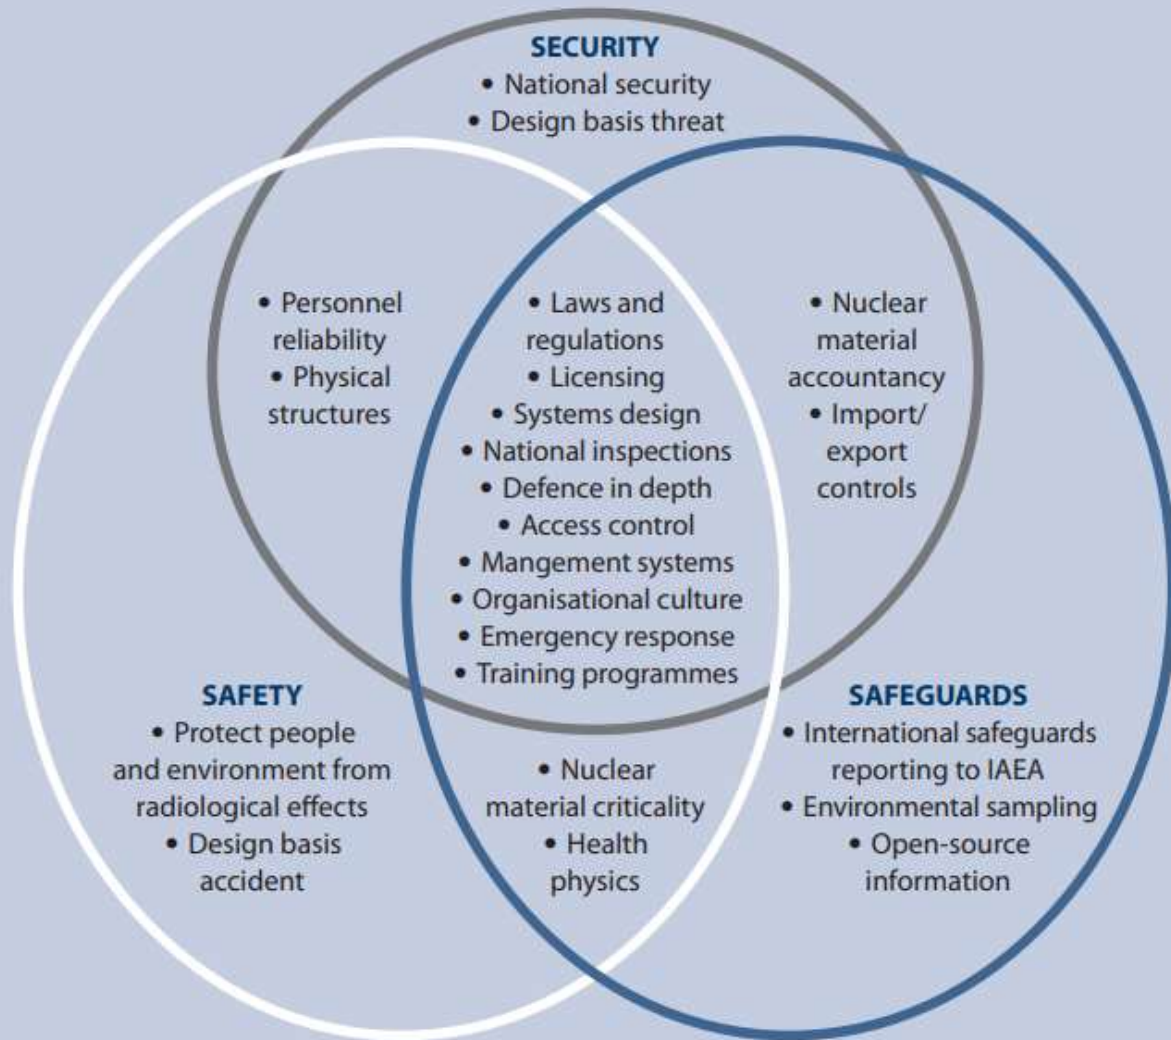 SECURITY
• National security
• Design basis threat
• Personnel
reliability
• Physical
structures
• Laws and
regulations
• Licensing
• Systems design
• National inspections
• Defence in depth
• Access control
• Mangement systems
• Organisational culture
• Emergency response
• Training programmes
• Nuclear
material
accountancy
• Import/
export
controls
SAFETY
• Protect people
and environment from
radiological effects
• Design basis
accident
• Nuclear
material criticality
• Health
physics
SAFEGUARDS
• International safeguards
reporting to IAEA
• Environmental sampling
• Open-source
information